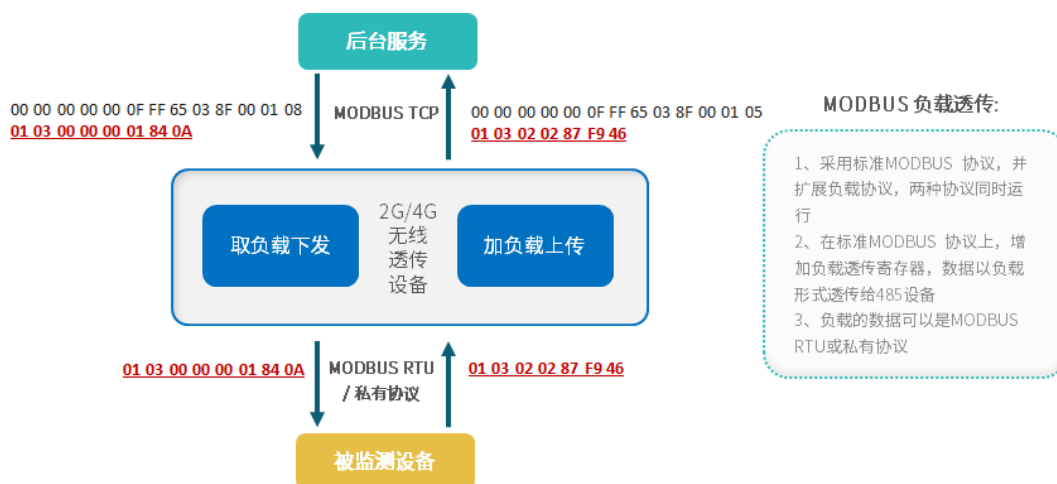 后台服务
00 00 00 00 00 0F FF 65 03 8F 00 01 08
01 03 00 00 00 01 84 0A
MODBUS TCP
00 00 00 00 00 0F FF 65 03 8F 00 01 05
01 03 02 02 87 F9 46
取负载下发
2G/4G
无线
透传
设备
加负载上传
01 03 00 00 00 01 84 0A
MODBUS RTU
/ 私有协议
01 03 02 02 87 F9 46
被监测设备
MODBUS 负载透传:
1、采用标准MODBUS 协议，并
扩展负载协议，两种协议同时运
行
2、在标准MODBUS 协议上，增
加负载透传寄存器，数据以负载
形式透传给485设备
3、负载的数据可以是MODBUS
RTU或私有协议